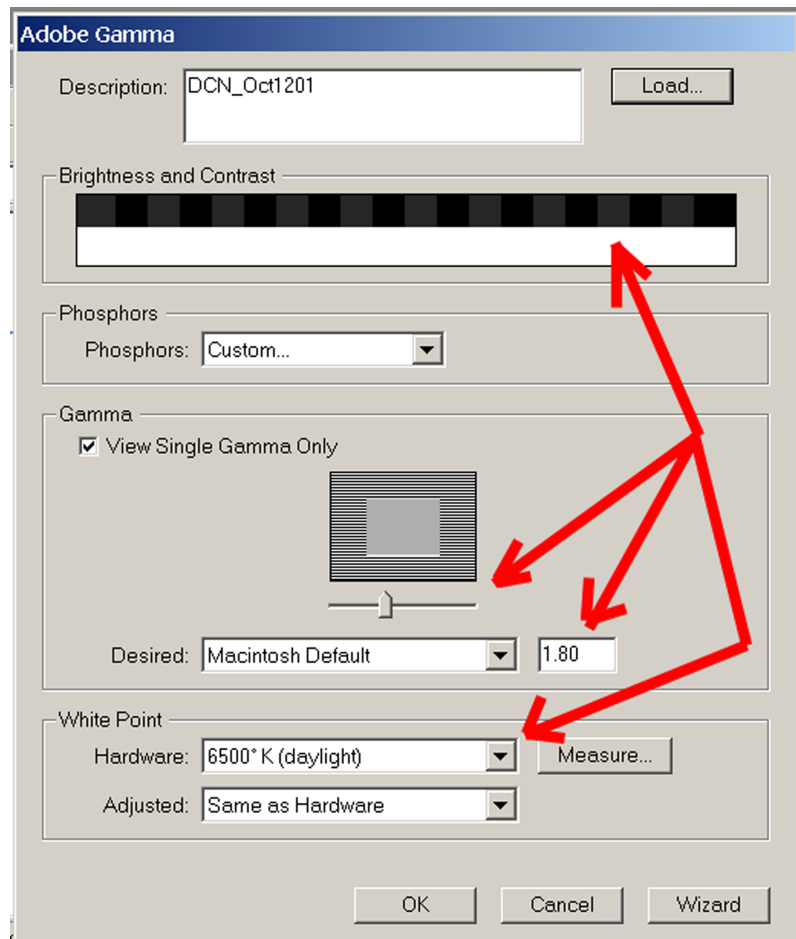 Adobe Gamma
Description: DCN_Oct1201 Load...
Brightness and Contrast
Phosphors
Phosphors: Custom...
Gamma
View Single Gamma Only
Desired: Macintosh Default 1.80
White Point
Hardware: 6500°K (daylight) Measure...
Adjusted: Same as Hardware
OK Cancel Wizard